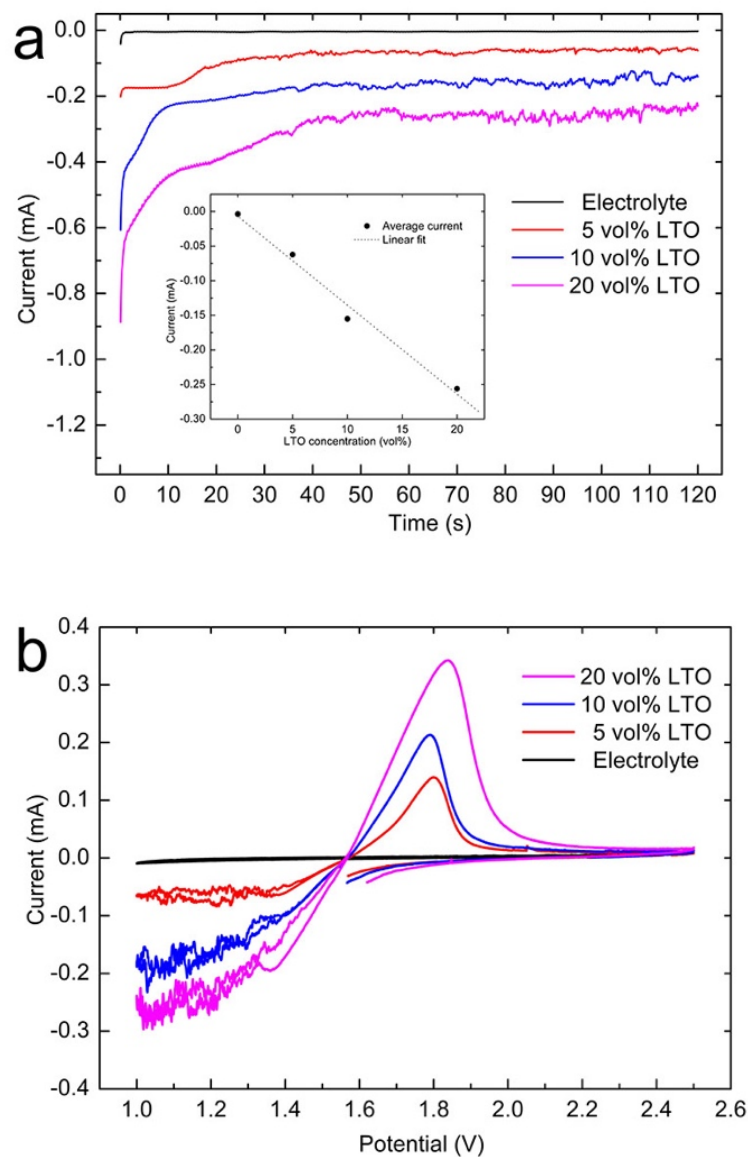 a
0.0
-0.2
-0.4
-0.6
-0.8
-1.0
-1.2
Current (mA)
Electrolyte
5 vol% LTO
10 vol% LTO
20 vol% LTO
0.00
-0.05
-0.10
-0.15
-0.20
-0.25
-0.30
Current (mA)
Average current
Linear fit
0 5 10 15 20
LTO concentration (vol%)
0 10 20 30 40 50 60 70 80 90 100 110 120
Time (s)
b
0.4
0.3
0.2
0.1
0.0
-0.1
-0.2
-0.3
-0.4
Current (mA)
20 vol% LTO
10 vol% LTO
5 vol% LTO
Electrolyte
1.0 1.2 1.4 1.6 1.8 2.0 2.2 2.4 2.6
Potential (V)